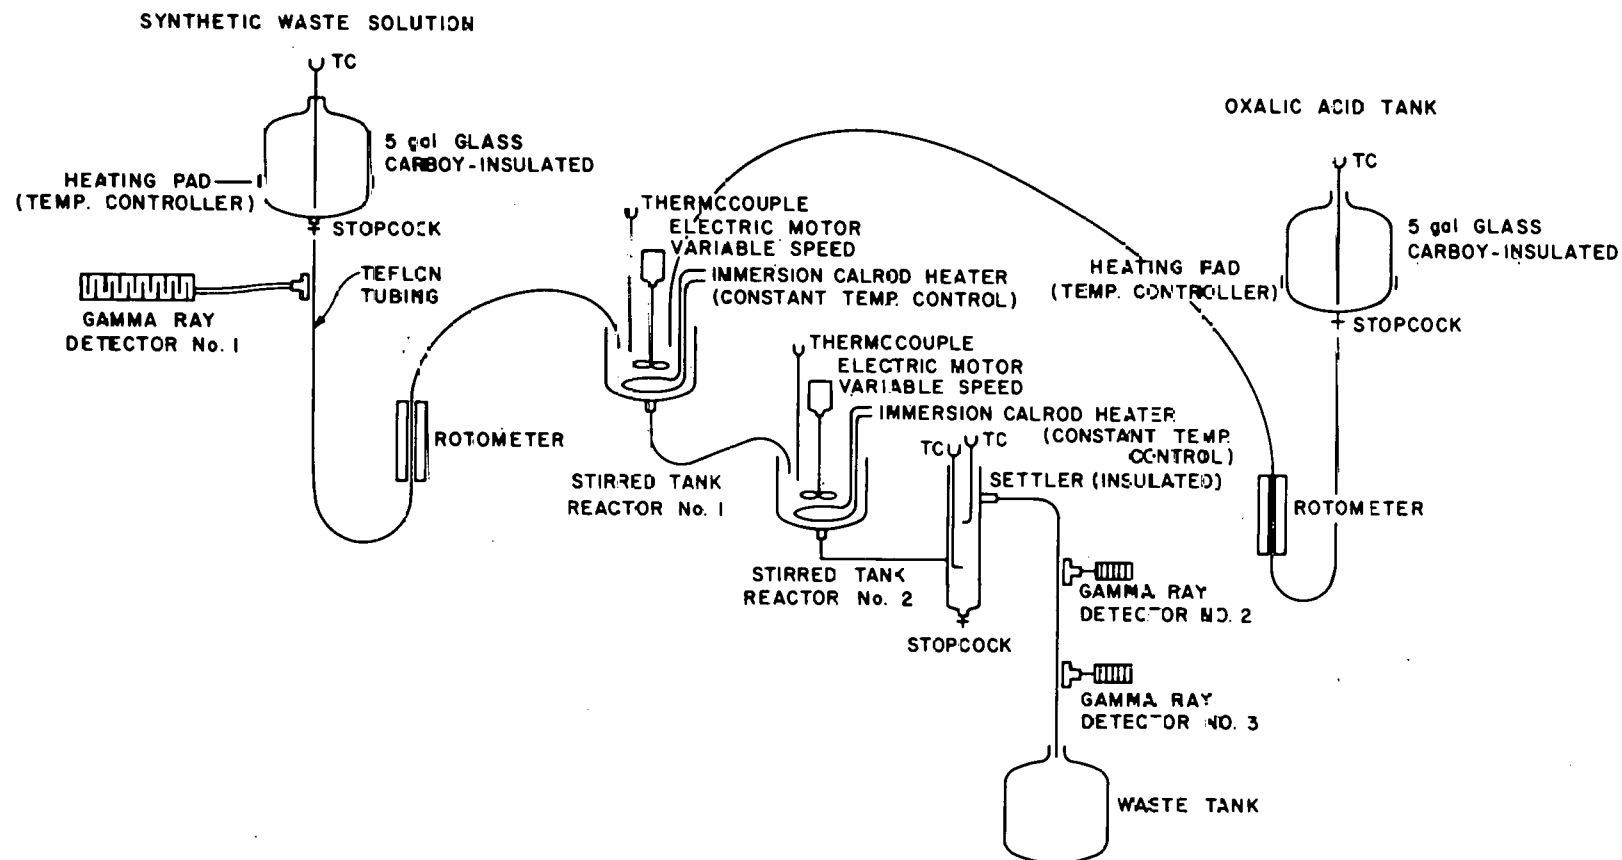 SYNTHETIC WASTE SOLUTION
TC
5 gal GLASS
CARBOY-INSULATED
HEATING PAD
(TEMP. CONTROLLER)
STOPCOCK
TEFLON
TUBING
GAMMA RAY
DETECTOR No. 1
ROTOMETER
THERMOCOUPLE
ELECTRIC MOTOR
VARIABLE SPEED
IMMERSION CALROD HEATER
(CONSTANT TEMP. CONTROL)
STIRRED TANK
REACTOR No. 1
THERMOCOUPLE
ELECTRIC MOTOR
VARIABLE SPEED
IMMERSION CALROD HEATER
(CONSTANT TEMP.
CONTROL)
TC
TC
SETTLER (INSULATED)
STIRRED TANK
REACTOR No. 2
STOPCOCK
OXALIC ACID TANK
TC
5 gal GLASS
CARBOY-INSULATED
HEATING PAD
(TEMP. CONTROLLER)
STOPCOCK
ROTOMETER
GAMMA RAY
DETECTOR NO. 2
GAMMA RAY
DETECTOR NO. 3
WASTE TANK